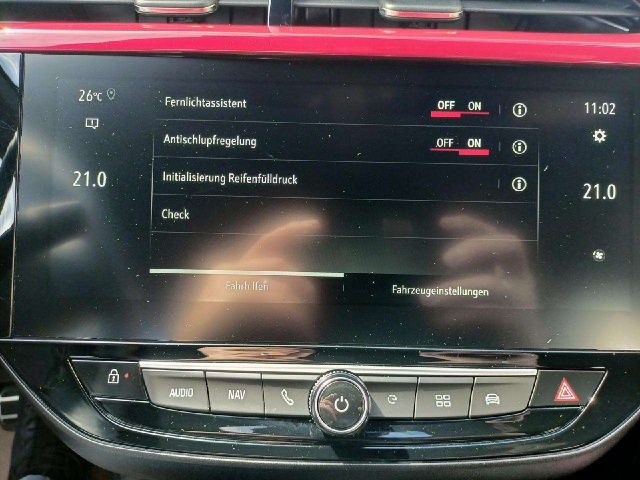 26°C
Fernlichtassistent OFF ON
11:02
Antischlupfregelung OFF ON
21.0
Initialisierung Reifenfülldruck
21.0
Check
Fahrhilfen
Fahrzeugeinstellungen
AUDIO
NAV